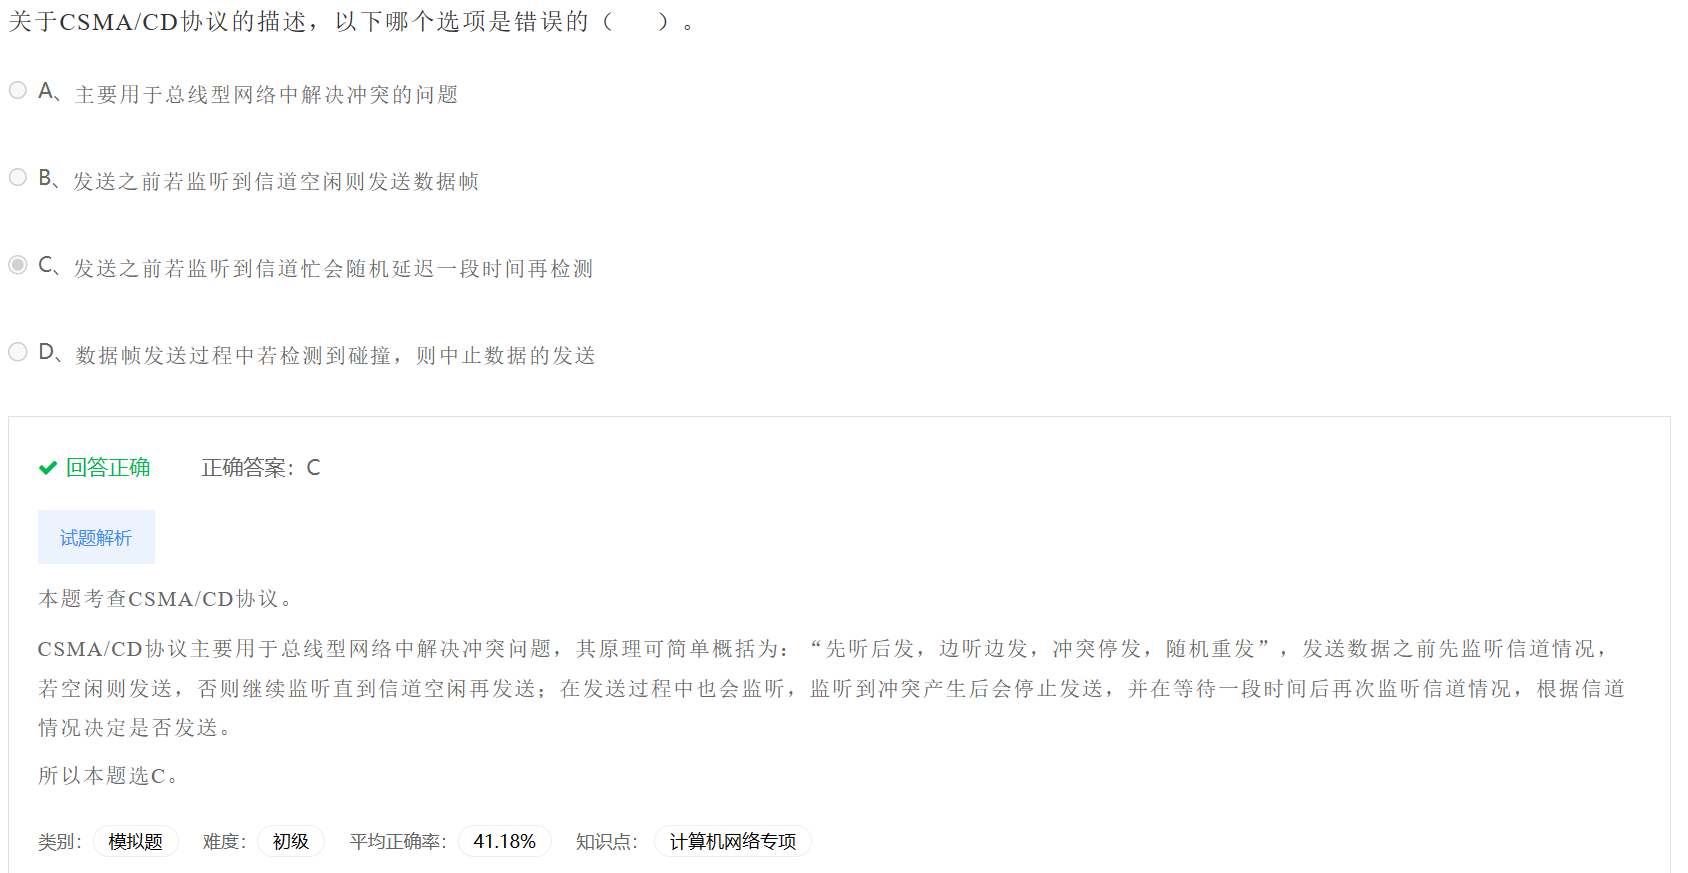 关于CSMA/CD协议的描述，以下哪个选项是错误的（　　）。
A、主要用于总线型网络中解决冲突的问题
B、发送之前若监听到信道空闲则发送数据帧
C、发送之前若监听到信道忙会随机延迟一段时间再检测
D、数据帧发送过程中若检测到碰撞，则中止数据的发送
回答正确　正确答案：C
试题解析
本题考查CSMA/CD协议。
CSMA/CD协议主要用于总线型网络中解决冲突问题，其原理可简单概括为：“先听后发，边听边发，冲突停发，随机重发”，发送数据之前先监听信道情况，
若空闲则发送，否则继续监听直到信道空闲再发送；在发送过程中也会监听，监听到冲突产生后会停止发送，并在等待一段时间后再次监听信道情况，根据信道
情况决定是否发送。
所以本题选C。
类别：模拟题　难度：初级　平均正确率：41.18%　知识点：计算机网络专项